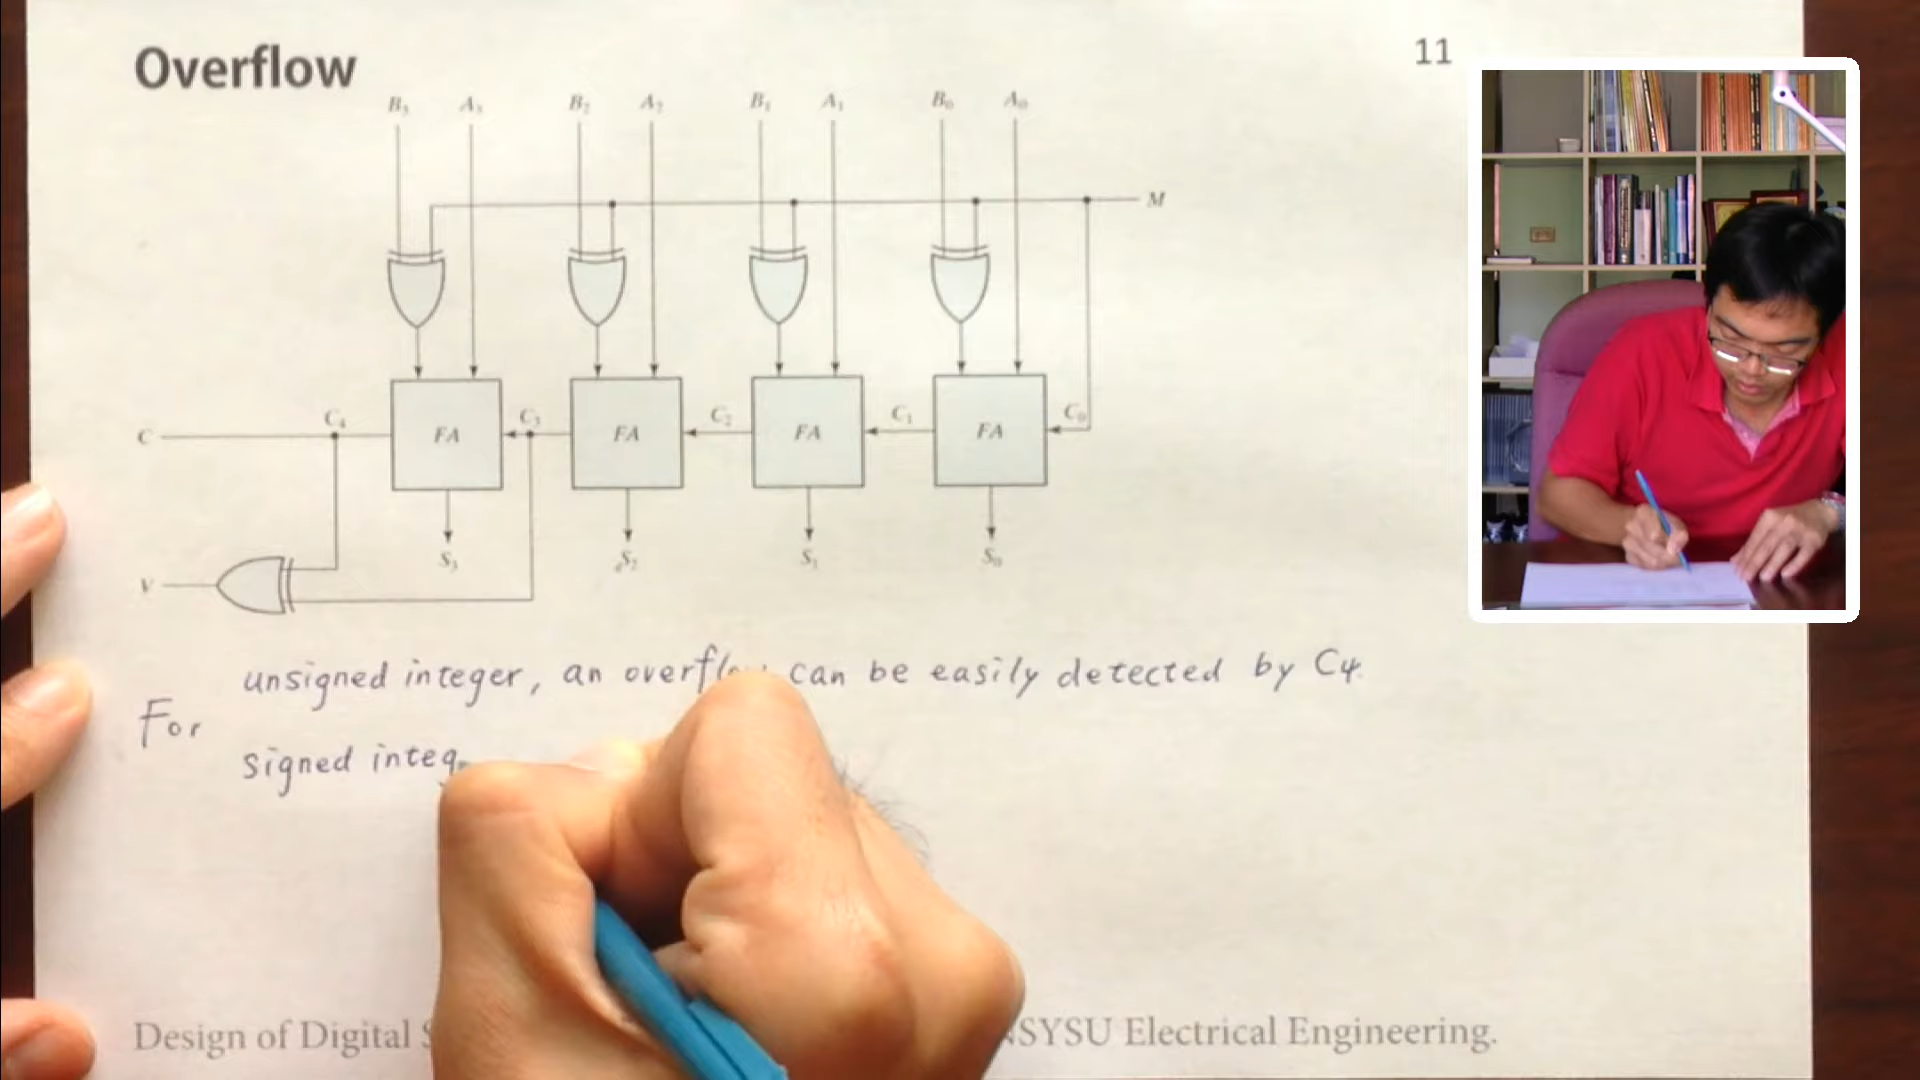 Overflow
11
B₃ A₃ B₂ A₂ B₁ A₁ B₀ A₀
M
C C₄ FA C₃ FA C₂ FA C₁ FA C₀
S₃ S₂ S₁ S₀
V
unsigned integer, an can be easily detected by C₄.
For
signed
Design of Digital SYSU Electrical Engineering.